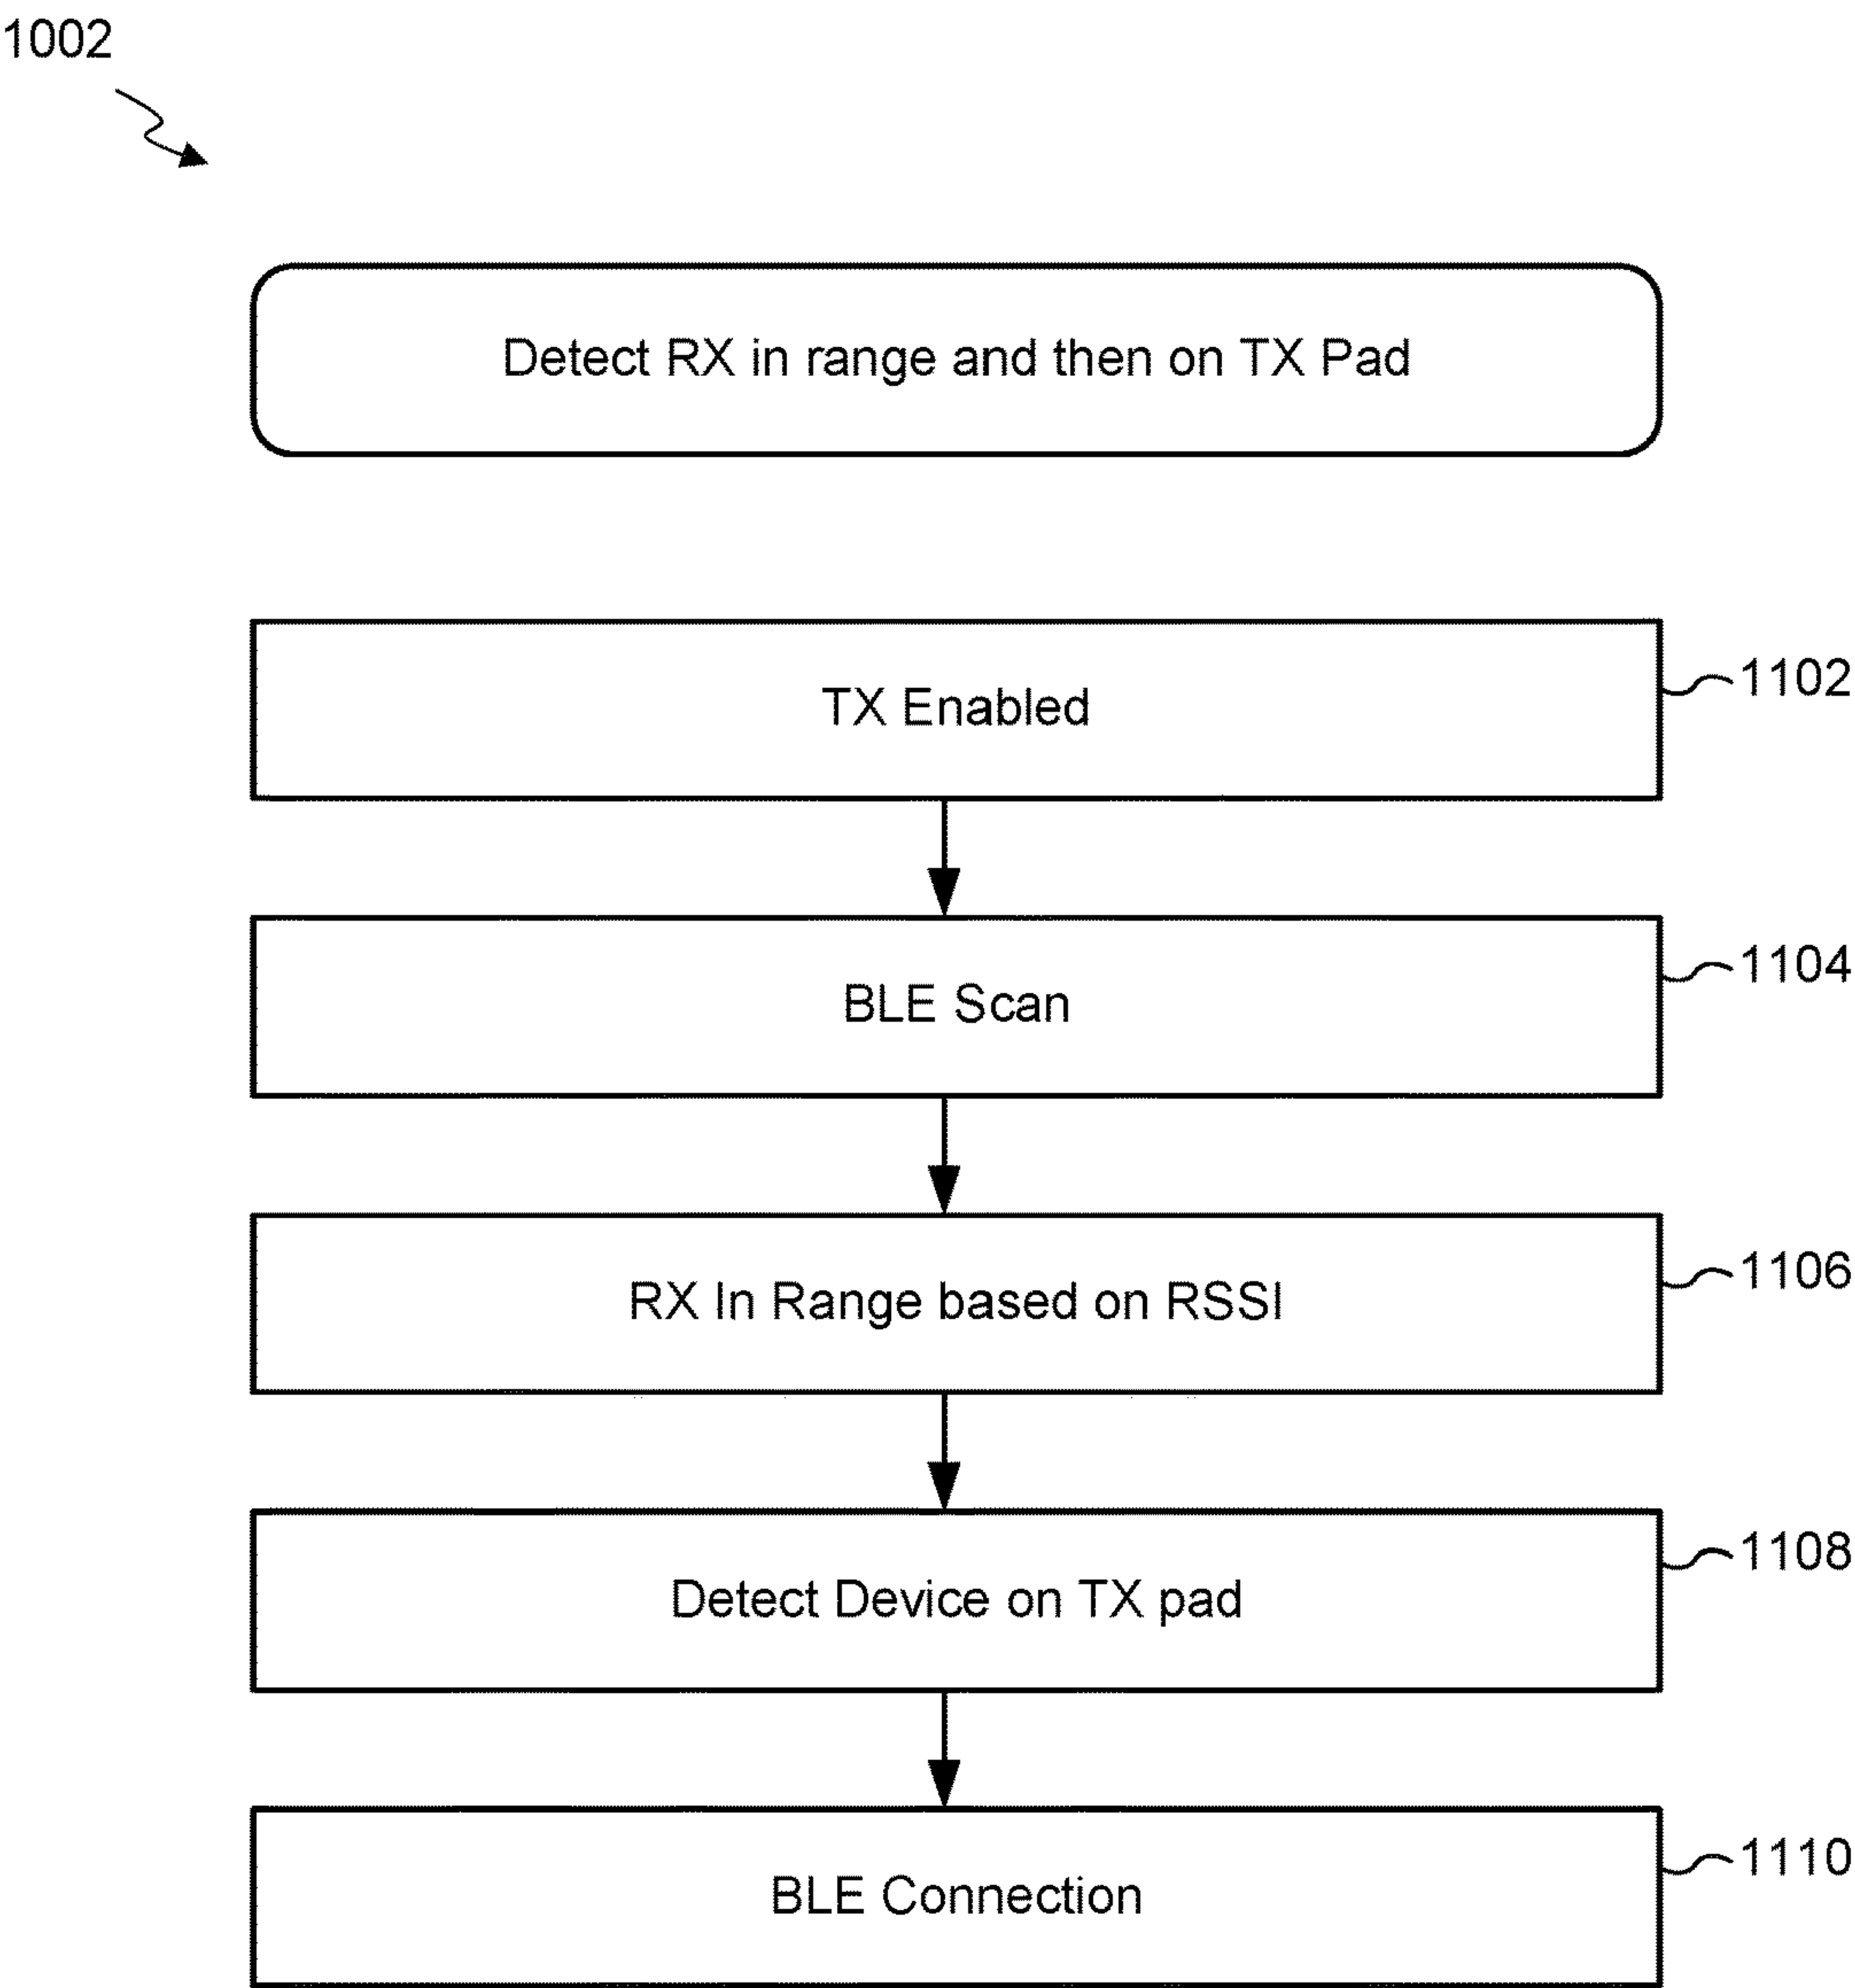 1002
Detect RX in range and then on TX Pad
TX Enabled
1102
BLE Scan
1104
RX In Range based on RSSI
1106
Detect Device on TX pad
1108
BLE Connection
1110